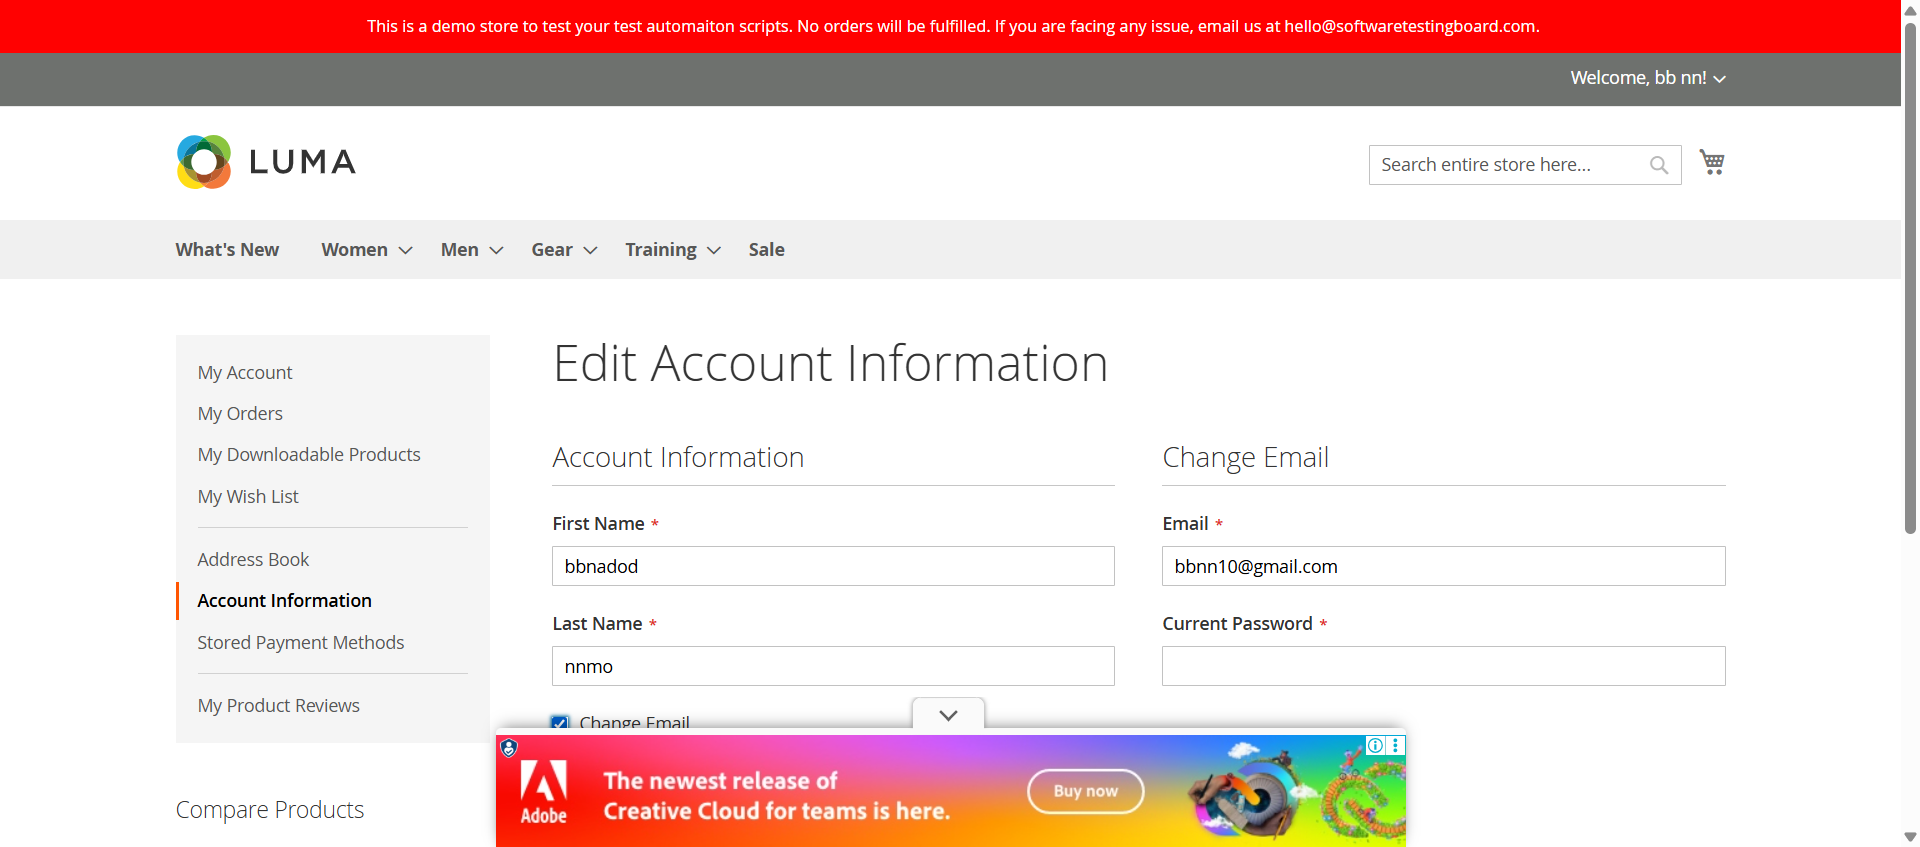 This is a demo store to test your test automaiton scripts. No orders will be fulfilled. If you are facing any issue, email us at hello@softwaretestingboard.com.
Welcome, bb nn!
LUMA
Search entire store here...
What's New Women Men Gear Training Sale
My Account
My Orders
My Downloadable Products
My Wish List
Address Book
Account Information
Stored Payment Methods
My Product Reviews
Compare Products
Edit Account Information
Account Information
First Name *
bbnadod
Last Name *
nnmo
Change Email
Change Email
Email *
bbnn10@gmail.com
Current Password *
Adobe
The newest release of
Creative Cloud for teams is here.
Buy now